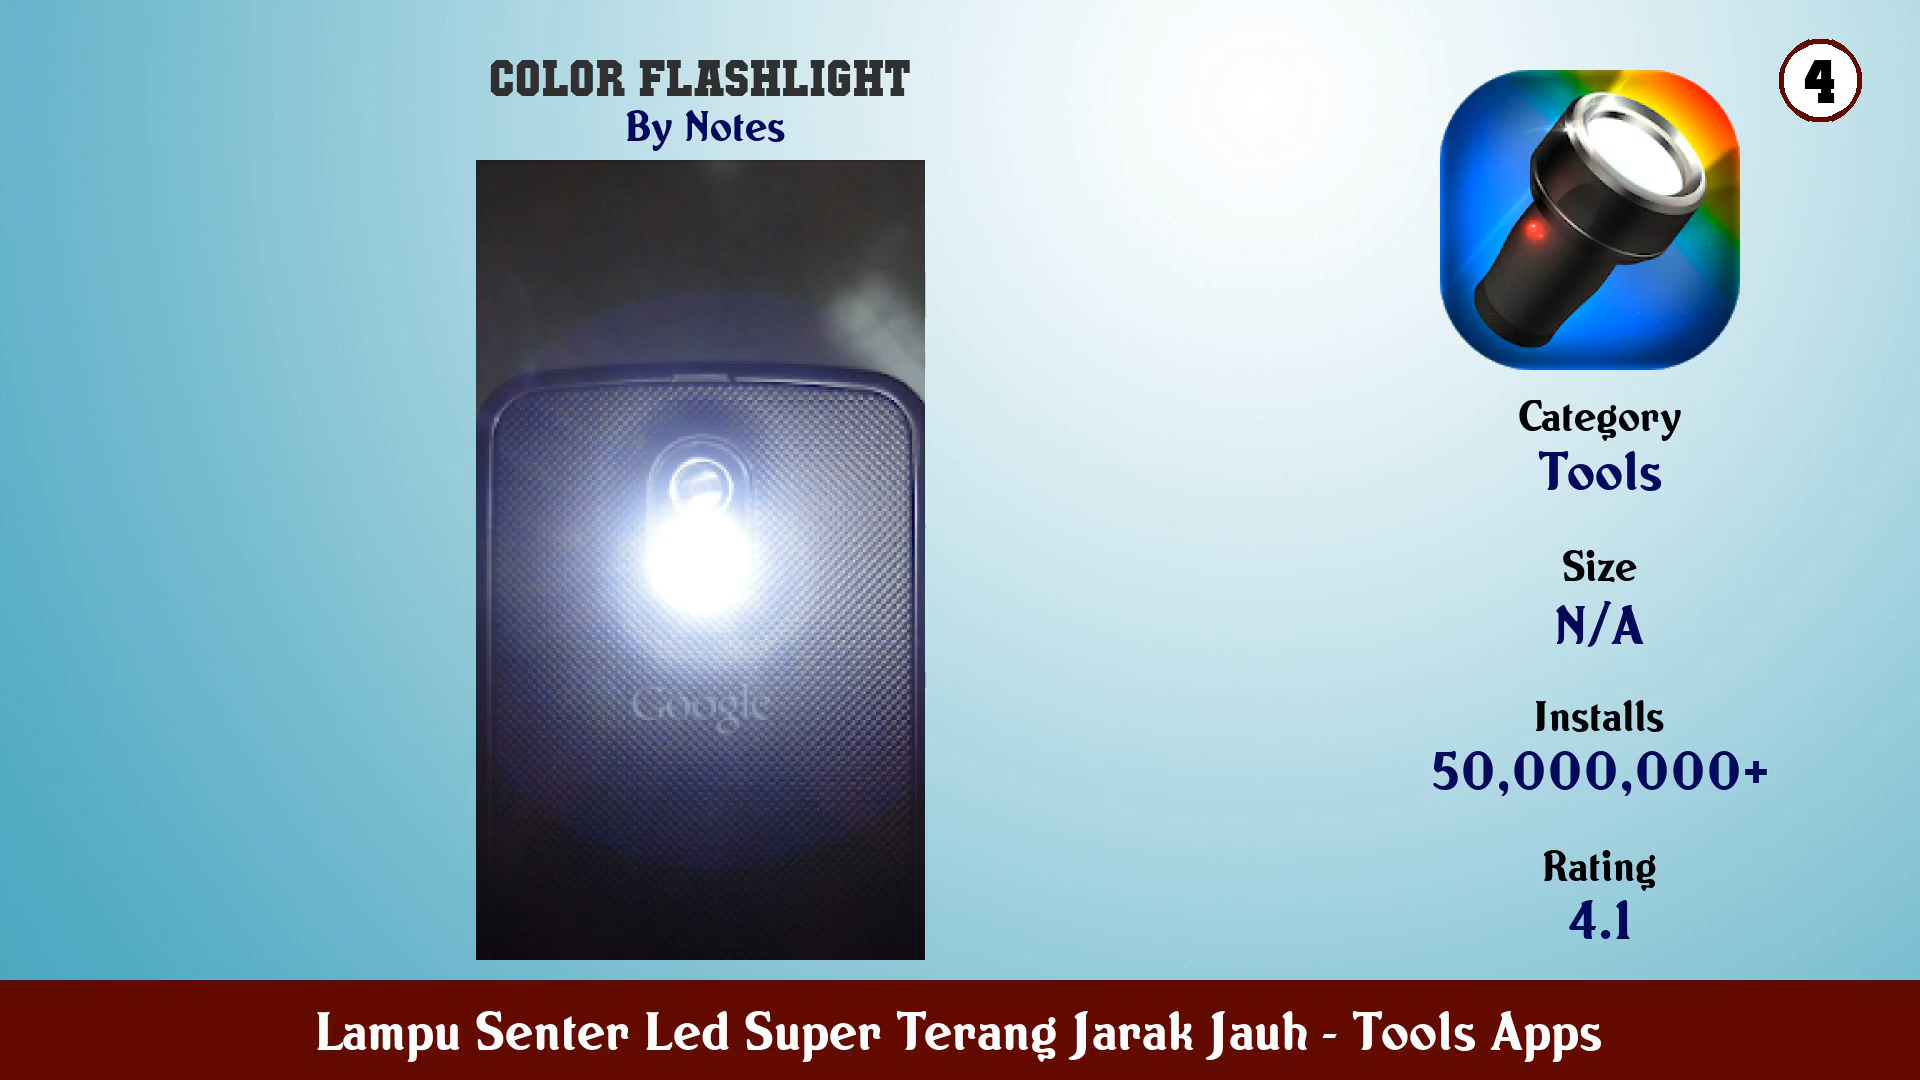 COLOR FLASHLIGHT
By Notes
4
Google
Category
Tools
Size
N/A
Installs
50,000,000+
Rating
4.1
Lampu Senter Led Super Terang Jarak Jauh - Tools Apps